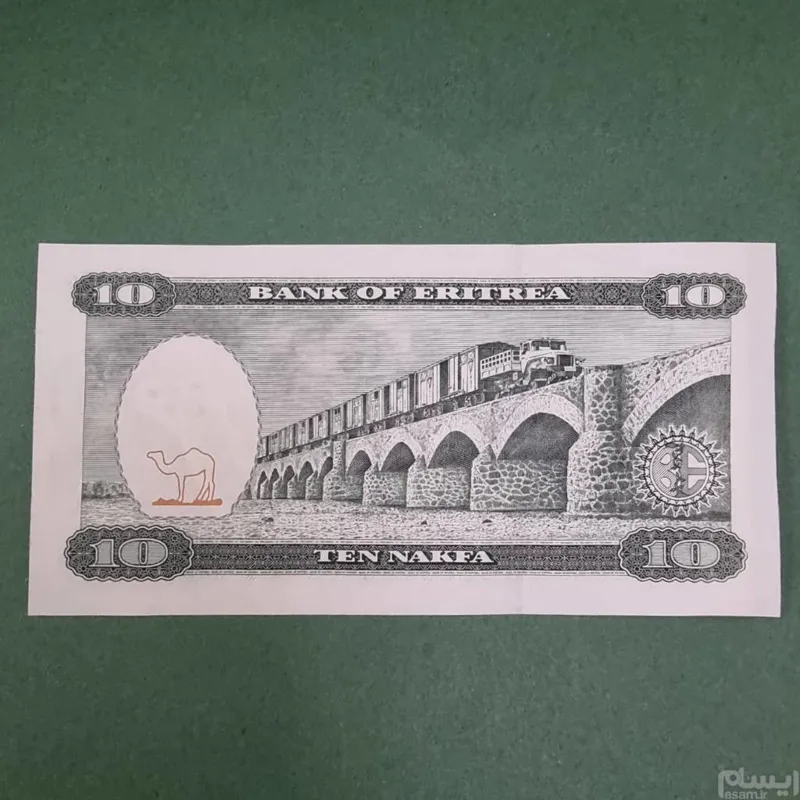 10 BANK OF ERITREA 10
10 TEN NAKFA 10
ایسام
esam.ir